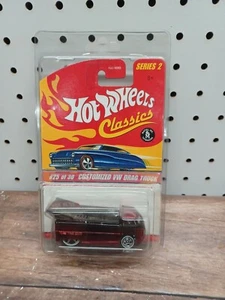 SERIES 2
Hot Wheels
Classics
#25 of 30 CUSTOMIZED VW DRAG TRUCK